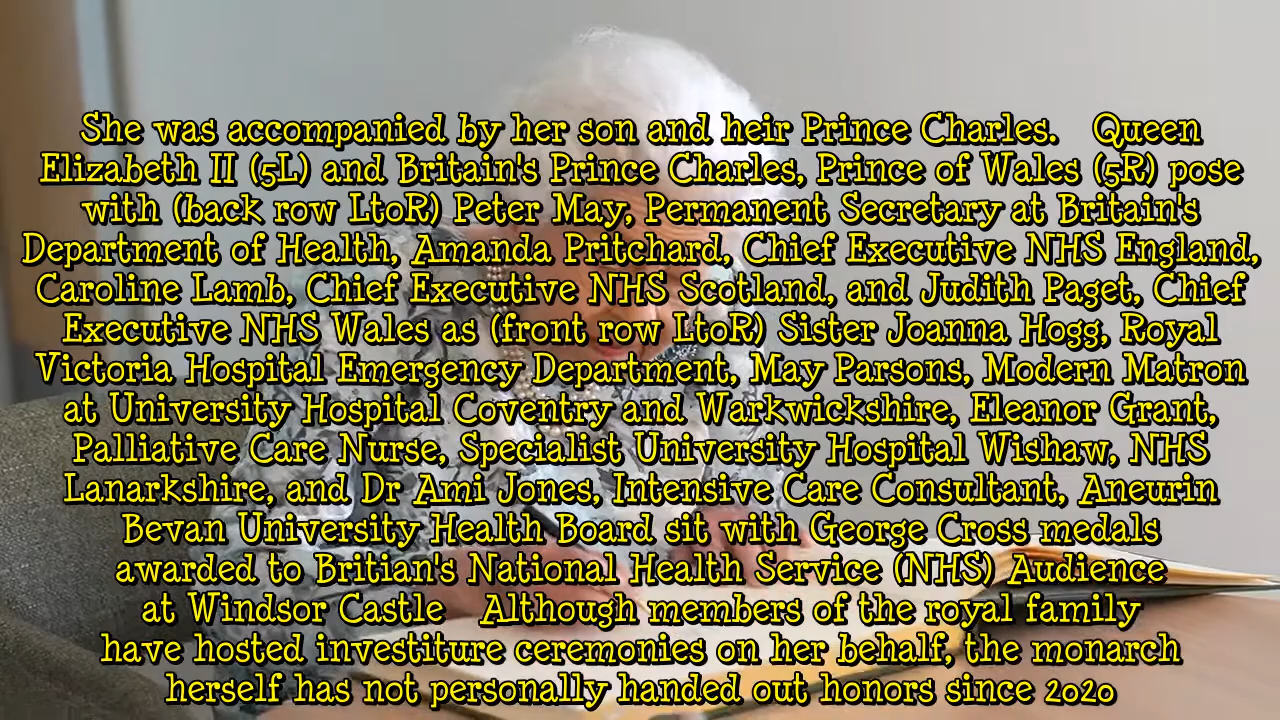 She was accompanied by her son and heir Prince Charles. Queen
Elizabeth II (5L) and Britain's Prince Charles, Prince of Wales (5R) pose
with (back row LtoR) Peter May, Permanent Secretary at Britain's
Department of Health, Amanda Pritchard, Chief Executive NHS England,
Caroline Lamb, Chief Executive NHS Scotland, and Judith Paget, Chief
Executive NHS Wales as (front row LtoR) Sister Joanna Hogg, Royal
Victoria Hospital Emergency Department, May Parsons, Modern Matron
at University Hospital Coventry and Warkwickshire, Eleanor Grant,
Palliative Care Nurse, Specialist University Hospital Wishaw, NHS
Lanarkshire, and Dr Ami Jones, Intensive Care Consultant, Aneurin
Bevan University Health Board sit with George Cross medals
awarded to Britian's National Health Service (NHS) Audience
at Windsor Castle Although members of the royal family
have hosted investiture ceremonies on her behalf, the monarch
herself has not personally handed out honors since 2020